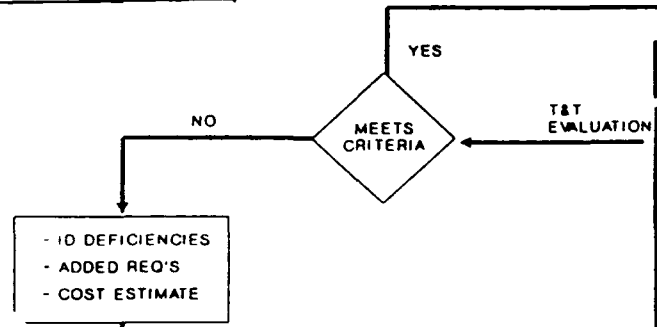 YES
T&T
EVALUATION
NO
MEETS
CRITERIA
- ID DEFICIENCIES
- ADDED REQ'S
- COST ESTIMATE